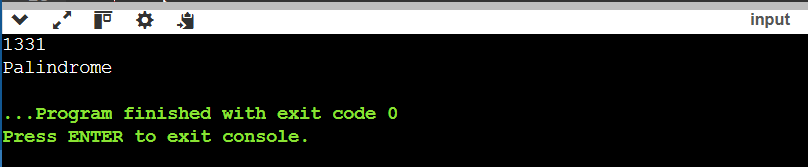 input
1331
Palindrome
...Program finished with exit code 0
Press ENTER to exit console.